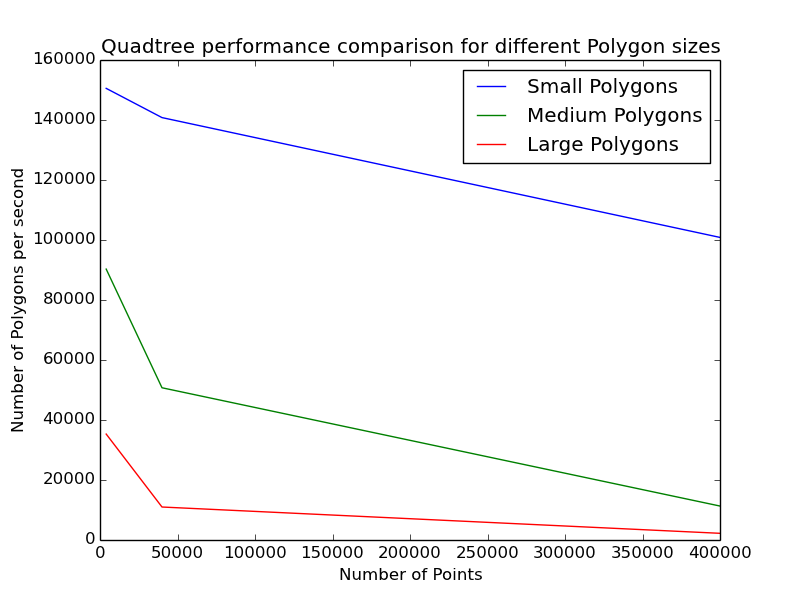 Quadtree performance comparison for different Polygon sizes
160000
140000
120000
100000
80000
60000
40000
20000
0
Number of Polygons per second
Small Polygons
Medium Polygons
Large Polygons
0 50000 100000 150000 200000 250000 300000 350000 400000
Number of Points